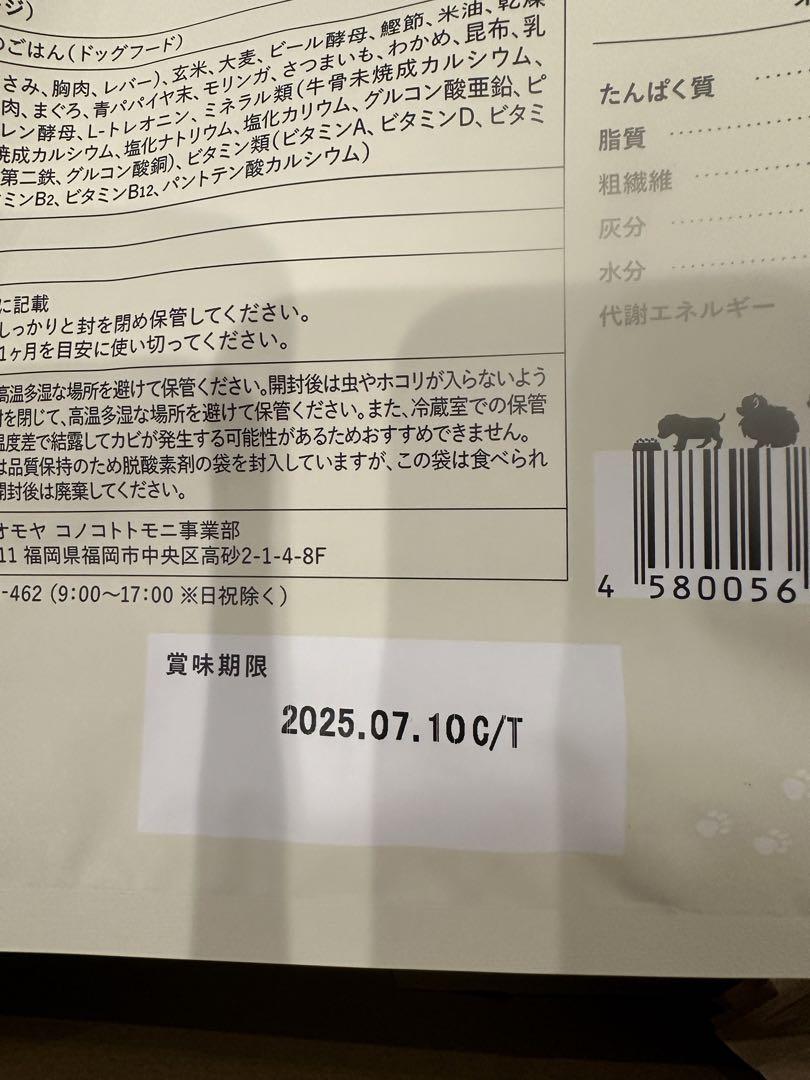 ジ)
のごはん(ドッグフード)
さみ、胸肉、レバー)、玄米、大麦、ビール酵母、鰹節、米油、乾燥
肉、まぐろ、青パパイヤ末、モリンガ、さつまいも、わかめ、昆布、乳
レン酵母、L-トレオニン、ミネラル類(牛骨未焼成カルシウム、
焼成カルシウム、塩化ナトリウム、塩化カリウム、グルコン酸亜鉛、ピ
第二鉄、グルコン酸銅)、ビタミン類(ビタミンA、ビタミンD、ビタミ
ミンB2、ビタミンB12、パントテン酸カルシウム)
に記載
しっかりと封を閉め保管してください。
1ヶ月を目安に使い切ってください。
高温多湿な場所を避けて保管ください。開封後は虫やホコリが入らないよう
封を閉じて、高温多湿な場所を避けて保管ください。また、冷蔵室での保管
温度差で結露してカビが発生する可能性があるためおすすめできません。
は品質保持のため脱酸素剤の袋を封入していますが、この袋は食べられ
開封後は廃棄してください。
オモヤ コノコトトモニ事業部
11 福岡県福岡市中央区高砂2-1-4-8F
-462 (9:00〜17:00 ※日祝除く)
たんぱく質
脂質
粗繊維
灰分
水分
代謝エネルギー
4 580056
賞味期限
2025.07.10C/T